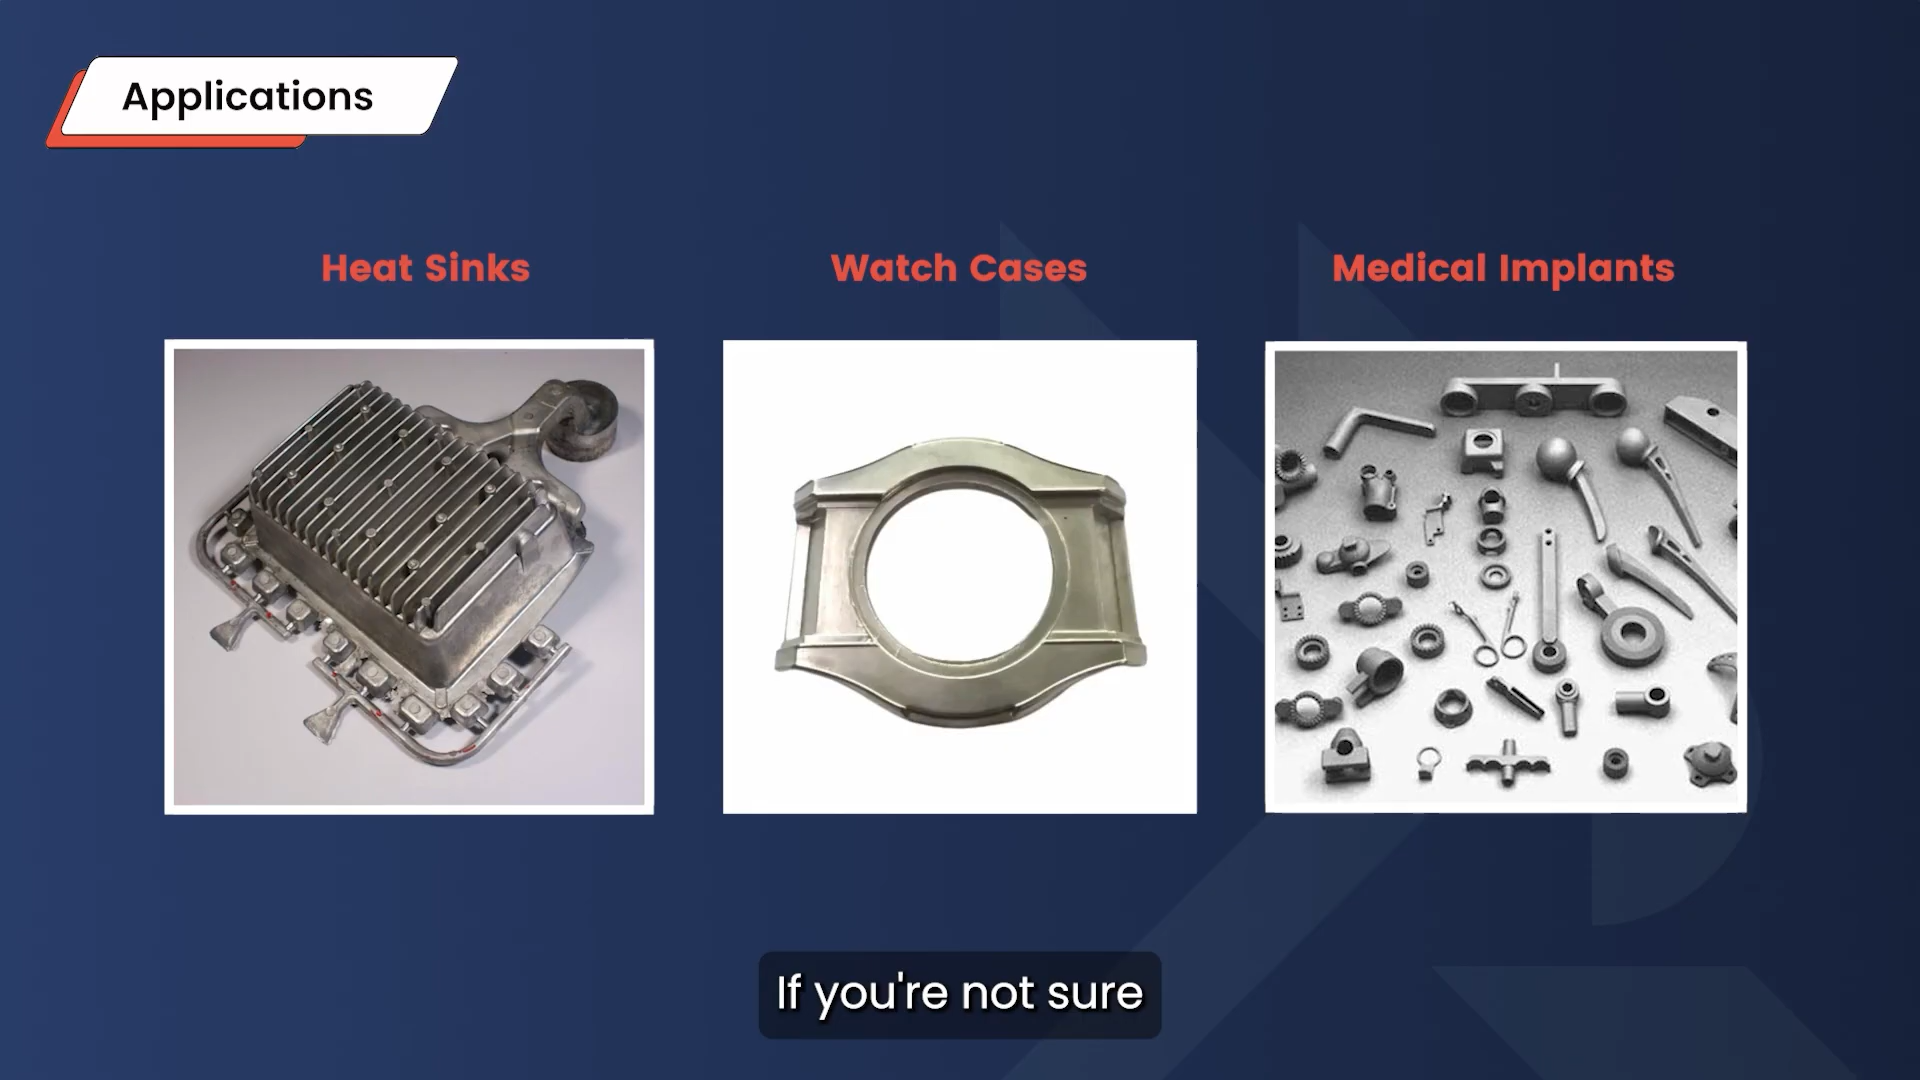 Applications
Heat Sinks
Watch Cases
Medical Implants
If you're not sure